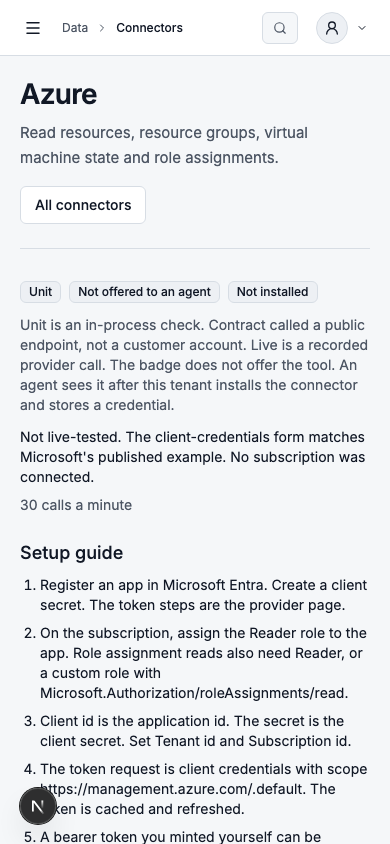 Data > Connectors
Azure
Read resources, resource groups, virtual
machine state and role assignments.
All connectors
Unit
Not offered to an agent
Not installed
Unit is an in-process check. Contract called a public
endpoint, not a customer account. Live is a recorded
provider call. The badge does not offer the tool. An
agent sees it after this tenant installs the connector
and stores a credential.
Not live-tested. The client-credentials form matches
Microsoft's published example. No subscription was
connected.
30 calls a minute
Setup guide
1. Register an app in Microsoft Entra. Create a client
secret. The token steps are the provider page.
2. On the subscription, assign the Reader role to the
app. Role assignment reads also need Reader, or
a custom role with
Microsoft.Authorization/roleAssignments/read.
3. Client id is the application id. The secret is the
client secret. Set Tenant id and Subscription id.
4. The token request is client credentials with scope
https://management.azure.com/.default. The
token is cached and refreshed.
N
5. A bearer token you minted yourself can be